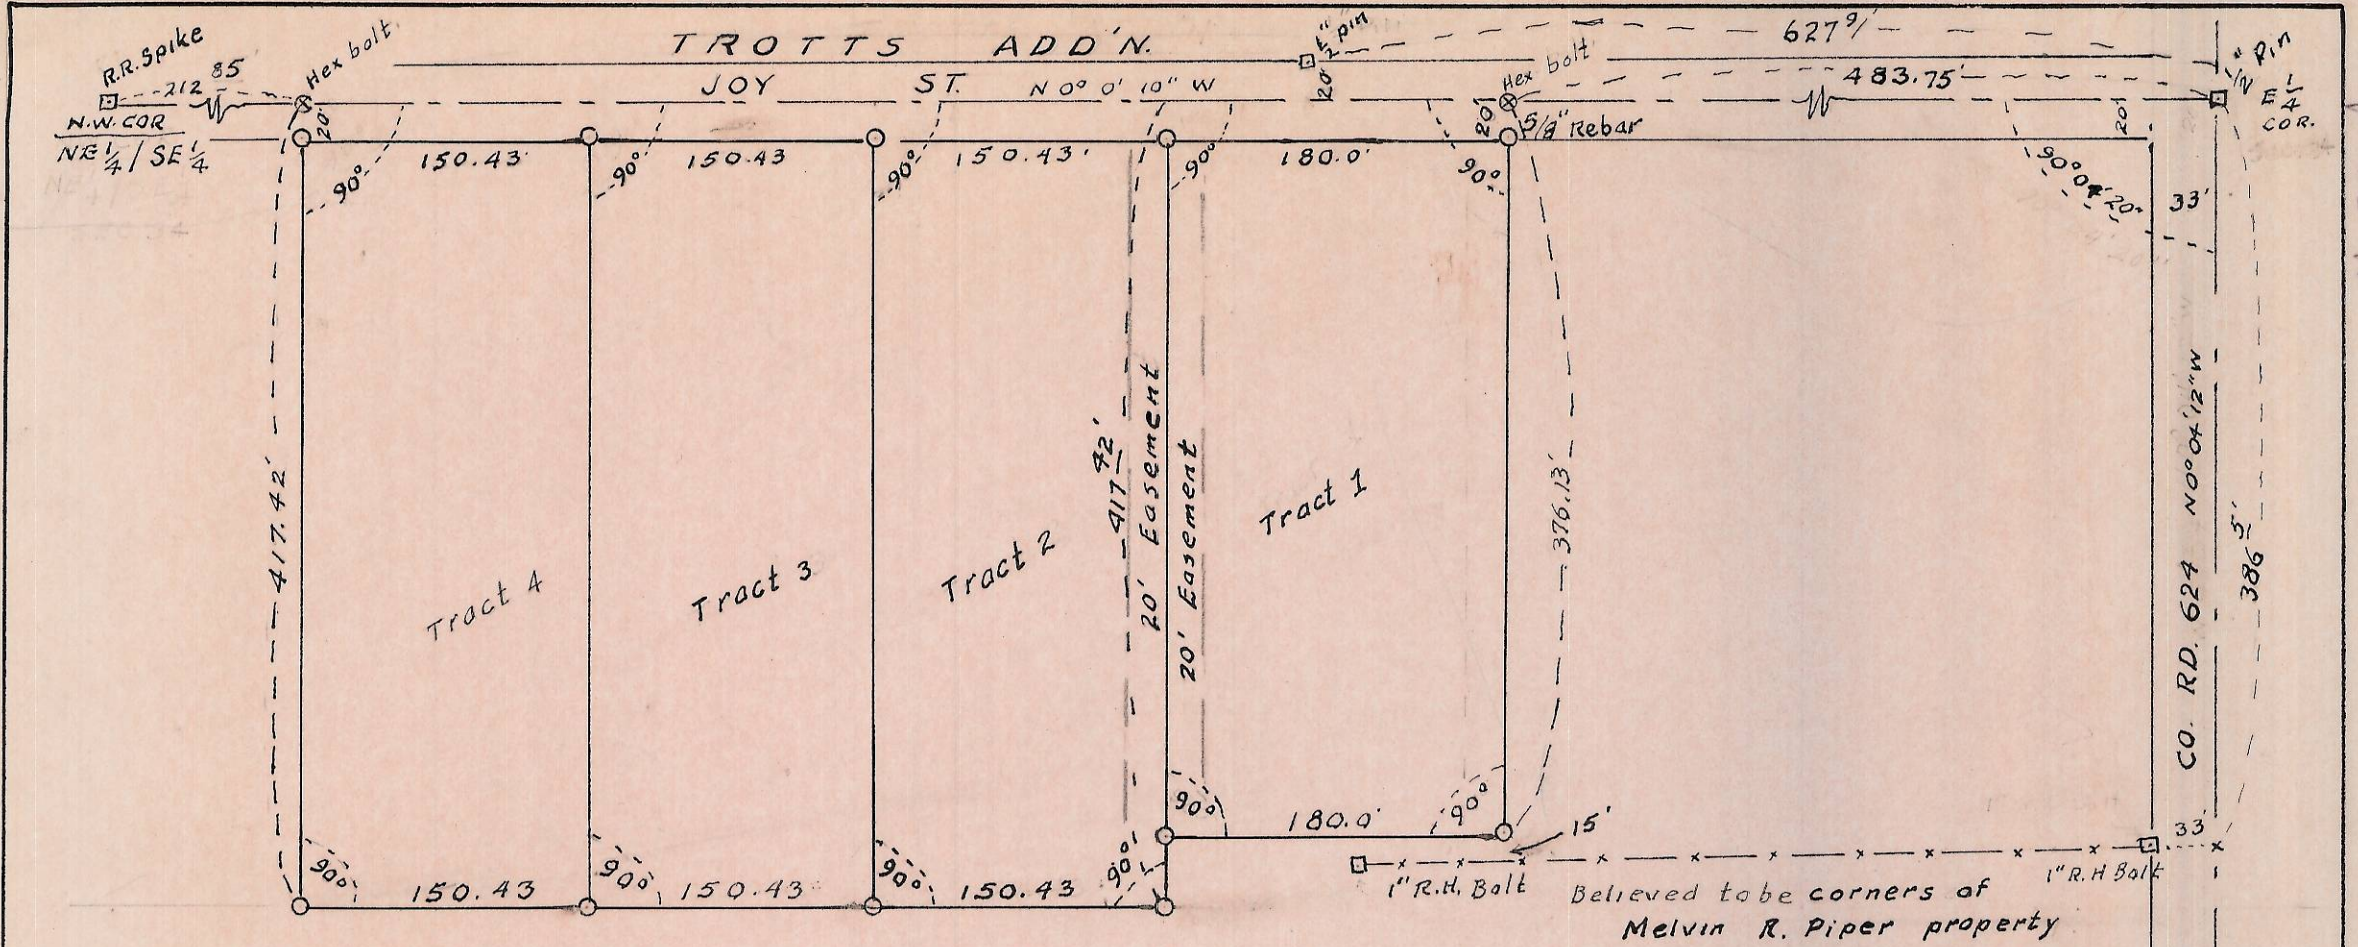 TROTTS ADD'N.
R.R. Spike
Hex bolt
1/2" pin
627 91'
1/2" Pin
212 85
JOY ST. N 0° 0' 10" W
20'
Hex bolt
483.75'
E 1/4 COR.
N.W. COR
NE 1/4 / SE 1/4
20'
20'
5/8" Rebar
20'
150.43'
150.43
150.43'
180.0'
90°
90°
90°
90°
90°
90°04'20"
33'
417.42'
417 42'
20' Easement
20' Easement
376.13'
CO. RD. 624 N0°04'12"W
386 5'
Tract 4
Tract 3
Tract 2
Tract 1
90°
90°
180.0'
15'
33'
90°
90°
90°
90°
150.43
150.43
150.43
1" R.H. Bolt
1" R.H Bolt
Believed to be corners of
Melvin R. Piper property